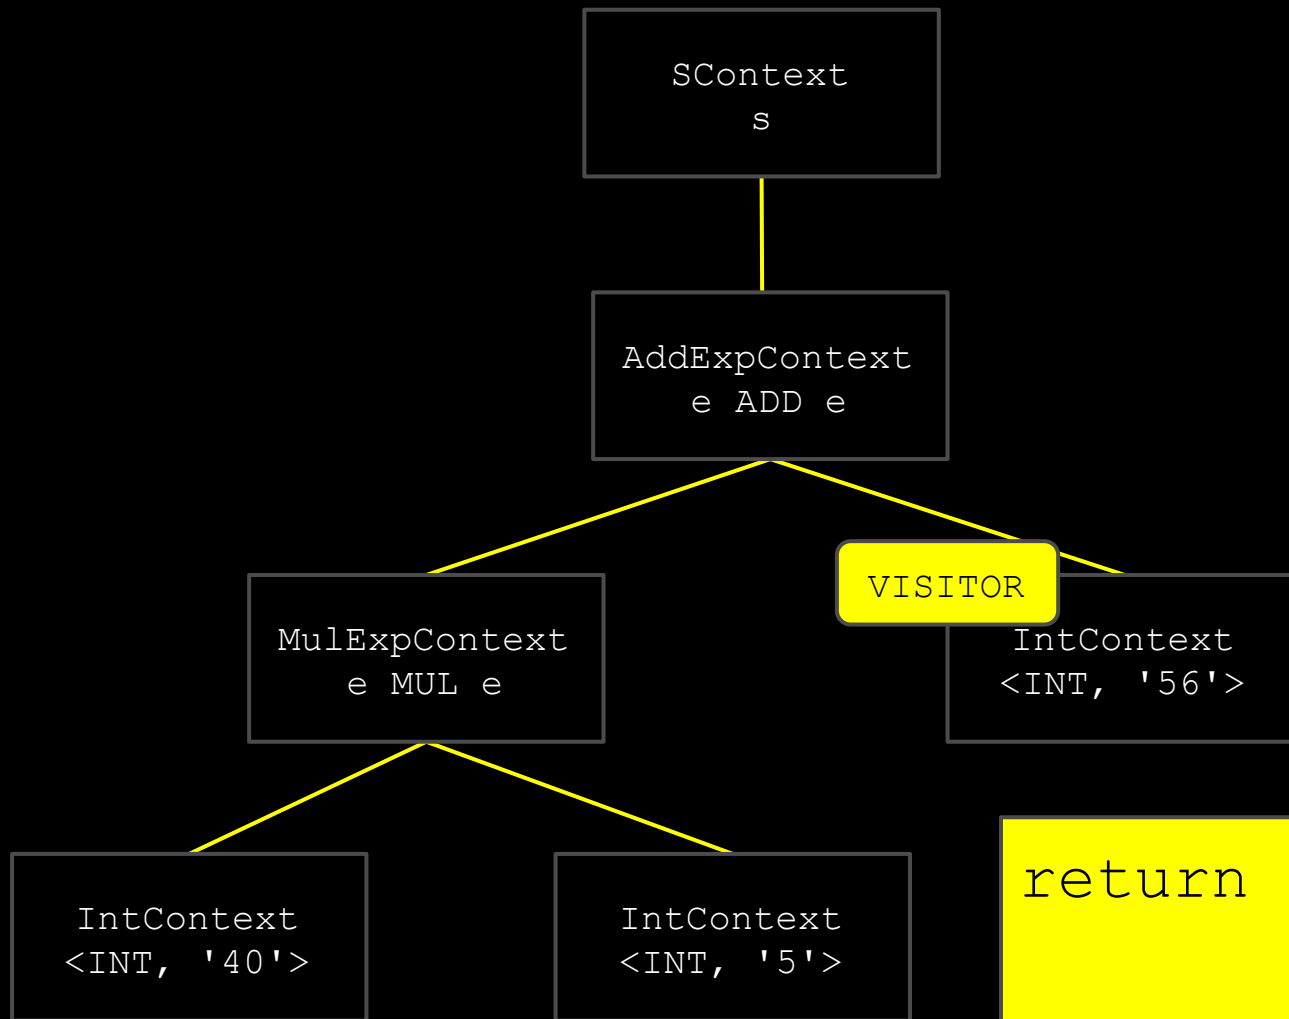 SContext
s
AddExpContext
e ADD e
VISITOR
MulExpContext
e MUL e
IntContext
<INT, '56'>
IntContext
<INT, '40'>
IntContext
<INT, '5'>
return